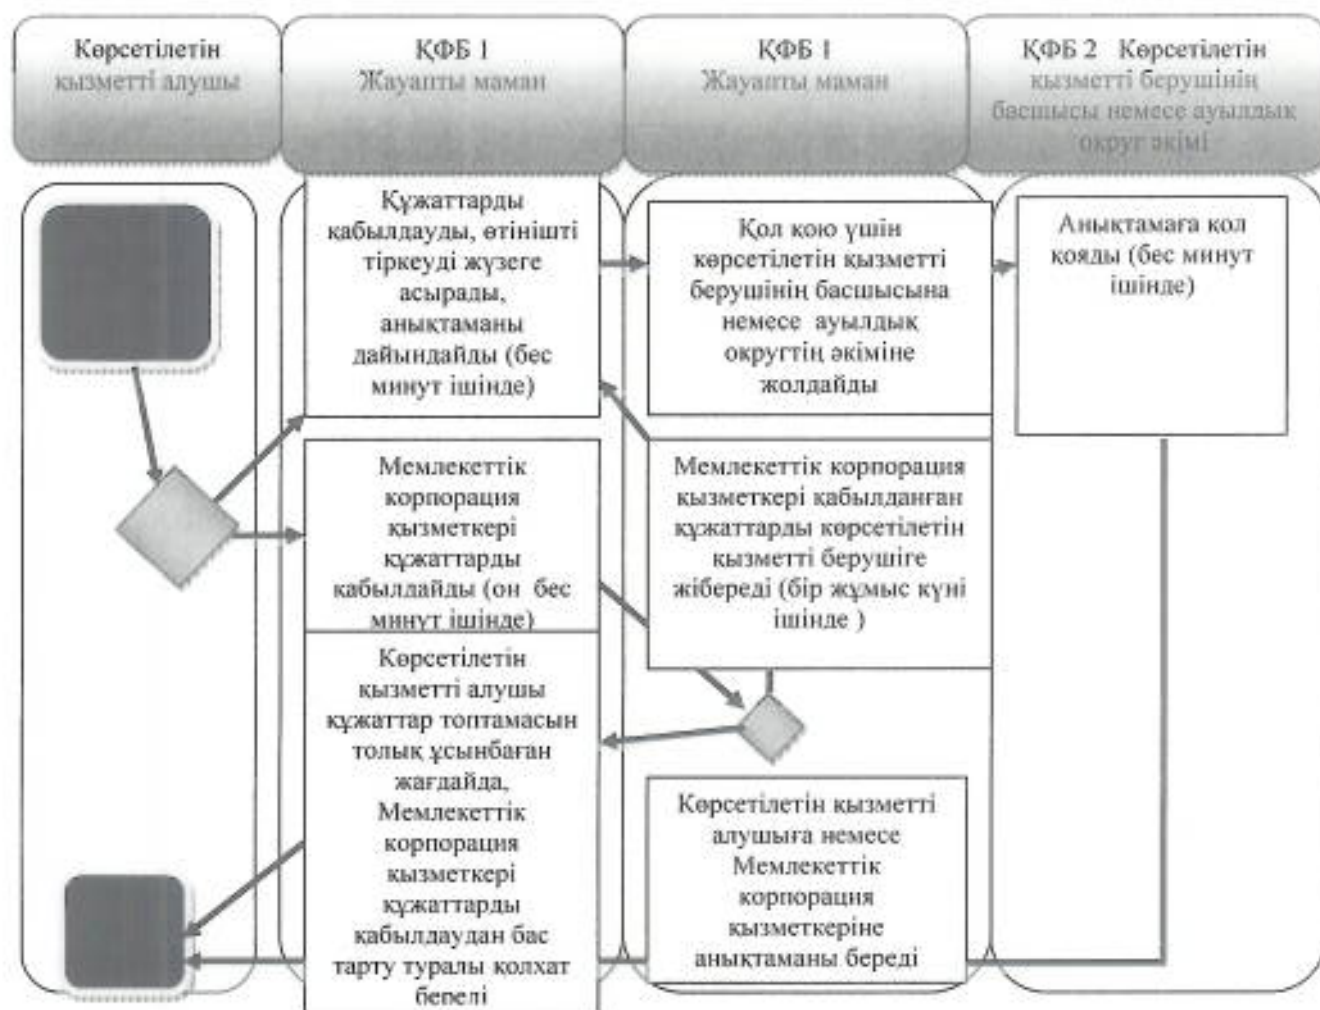 Көрсетілетін
қызметті алушы
ҚФБ 1
Жауапты маман
ҚФБ 1
Жауапты маман
ҚФБ 2 Көрсетілетін
қызметті берушінің
басшысы немесе ауылдық
округ әкімі
Құжаттарды
қабылдауды, өтінішті
тіркеуді жүзеге
асырады,
анықтаманы
дайындайды (бес
минут ішінде)
Қол қою үшін
көрсетілетін қызметті
берушінің басшысына
немесе ауылдық
округтің әкіміне
жолдайды
Анықтамаға қол
қояды (бес минут
ішінде)
Мемлекеттік
корпорация
қызметкері
құжаттарды
қабылдайды (он бес
минут ішінде)
Мемлекеттік корпорация
қызметкері қабылданған
құжаттарды көрсетілетін
қызметті берушіге
жібереді (бір жұмыс күні
ішінде )
Көрсетілетін
қызметті алушы
құжаттар топтамасын
толық ұсынбаған
жағдайда,
Мемлекеттік
корпорация
қызметкері
құжаттарды
қабылдаудан бас
тарту туралы қолхат
береді
Көрсетілетін қызметті
алушыға немесе
Мемлекеттік
корпорация
қызметкеріне
анықтаманы береді